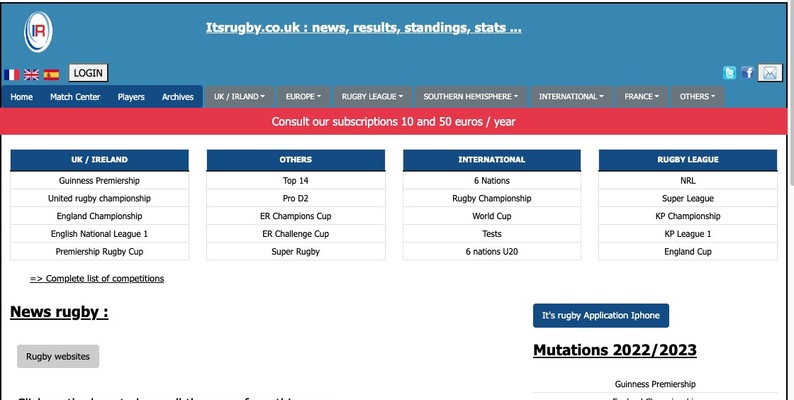 IR
Itsrugby.co.uk : news, results, standings, stats ...
LOGIN
Home Match Center Players Archives UK / IRLAND EUROPE RUGBY LEAGUE SOUTHERN HEMISPHERE INTERNATIONAL FRANCE OTHERS
Consult our subscriptions 10 and 50 euros / year
UK / IRELAND OTHERS INTERNATIONAL RUGBY LEAGUE
Guinness Premiership Top 14 6 Nations NRL
United rugby championship Pro D2 Rugby Championship Super League
England Championship ER Champions Cup World Cup KP Championship
English National League 1 ER Challenge Cup Tests KP League 1
Premiership Rugby Cup Super Rugby 6 nations U20 England Cup
=> Complete list of competitions
News rugby :
It's rugby Application Iphone
Rugby websites
Mutations 2022/2023
Guinness Premiership